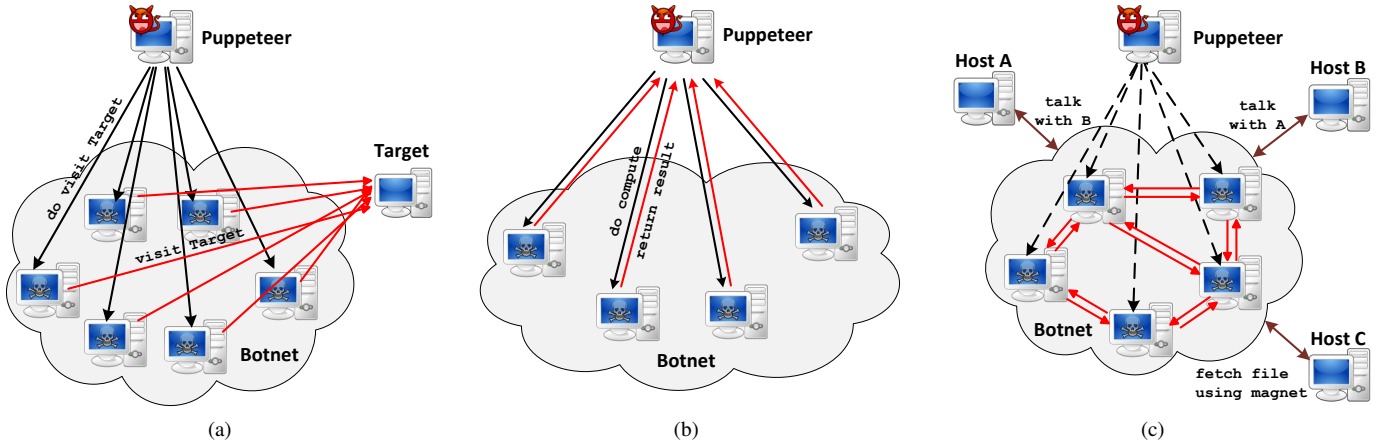 Puppeteer
do visit Target
Target
visit Target
Botnet
(a)
Puppeteer
do compute
return result
Botnet
(b)
Puppeteer
Host A
Host B
talk
with B
talk
with A
Botnet
Host C
fetch file
using magnet
(c)